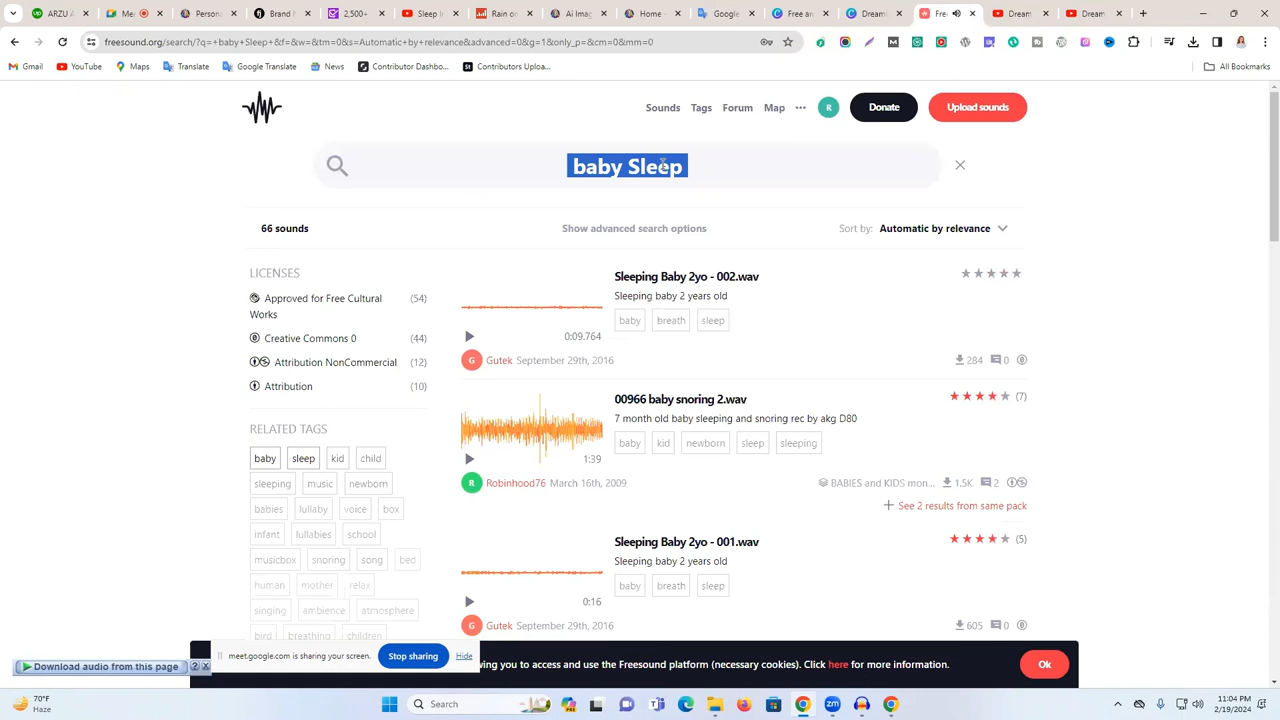 ARZU A
Brand
Me
Persona
2,500
Sleep In
Rain on
AI Imag
Home
Google
Free an
Dream
Free
Dream
Dream
freesound.org/search/?q=+baby+Sleep+&f=&w=&tm=0&s=Automatic+by+relevance&advanced=0&g=1&only_p=&cm=0&mm=0
Gmail YouTube Maps Translate Google Translate News Contributor Dashbo... Contributors Uploa... All Bookmarks
Sounds Tags Forum Map R Donate Upload sounds
baby Sleep
66 sounds Show advanced search options Sort by: Automatic by relevance
LICENSES
Approved for Free Cultural Works (54)
Creative Commons 0 (44)
Attribution NonCommercial (12)
Attribution (10)
RELATED TAGS
baby sleep kid child
sleeping music newborn
babies lullaby voice box
infant lullabies school
musicbox snoring song bed
human mother relax
singing ambience atmosphere
bird breathing children
Sleeping Baby 2yo - 002.wav
Sleeping baby 2 years old
baby breath sleep
0:09.764
G Gutek September 29th, 2016 284 0
00966 baby snoring 2.wav (7)
7 month old baby sleeping and snoring rec by akg D80
baby kid newborn sleep sleeping
1:39
R Robinhood76 March 16th, 2009 BABIES and KIDS mon... 1.5K 2
+ See 2 results from same pack
Sleeping Baby 2yo - 001.wav (5)
Sleeping baby 2 years old
baby breath sleep
0:16
G Gutek September 29th, 2016 605 0
meet.google.com is sharing your screen. Stop sharing Hide
wing you to access and use the Freesound platform (necessary cookies). Click here for more information. Ok
Download audio from this page ? X
70°F
Haze
Search
11:04 PM
2/19/2024